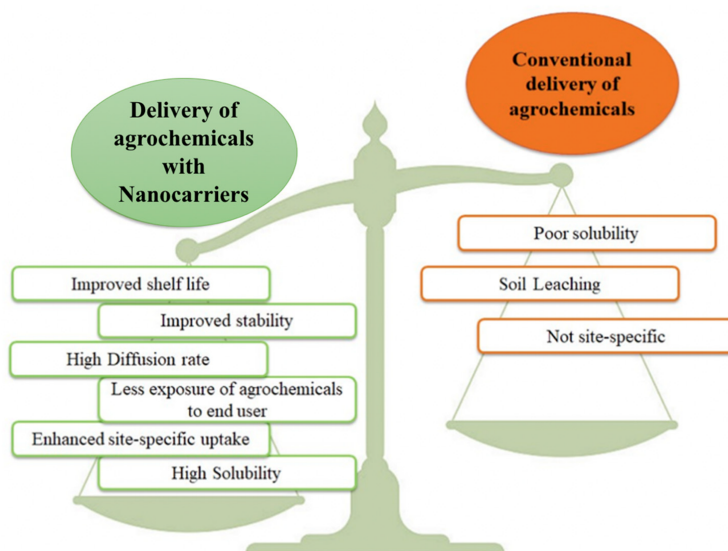 Delivery of
agrochemicals
with
Nanocarriers
Improved shelf life
Improved stability
High Diffusion rate
Less exposure of agrochemicals
to end user
Enhanced site-specific uptake
High Solubility
Conventional
delivery of
agrochemicals
Poor solubility
Soil Leaching
Not site-specific